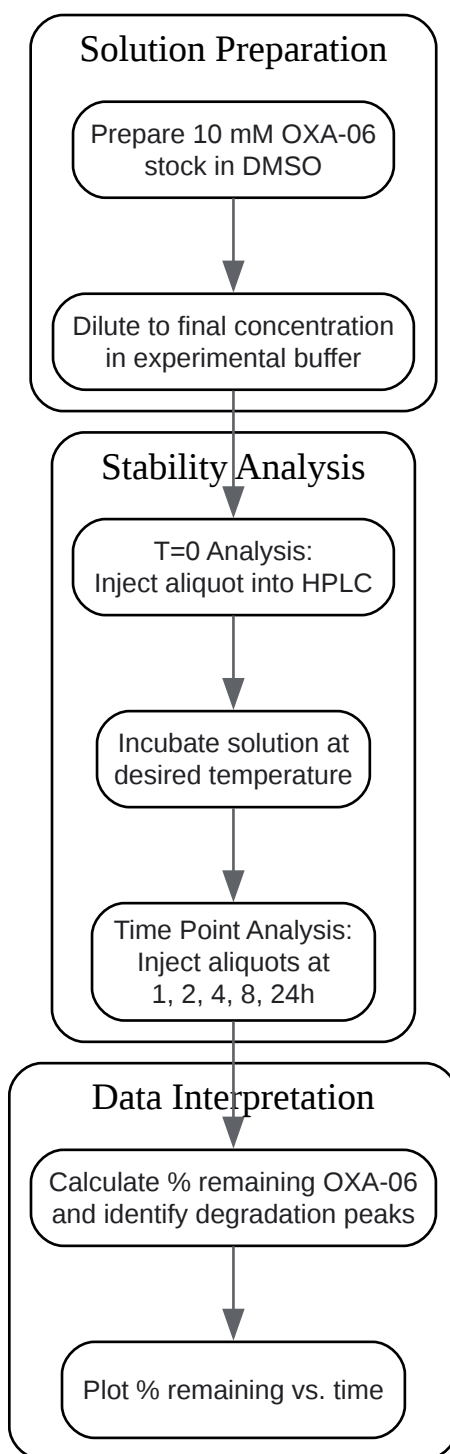 Solution Preparation
Prepare 10 mM OXA-06
stock in DMSO
Dilute to final concentration
in experimental buffer
Stability Analysis
T=0 Analysis:
Inject aliquot into HPLC
Incubate solution at
desired temperature
Time Point Analysis:
Inject aliquots at
1, 2, 4, 8, 24h
Data Interpretation
Calculate % remaining OXA-06
and identify degradation peaks
Plot % remaining vs. time